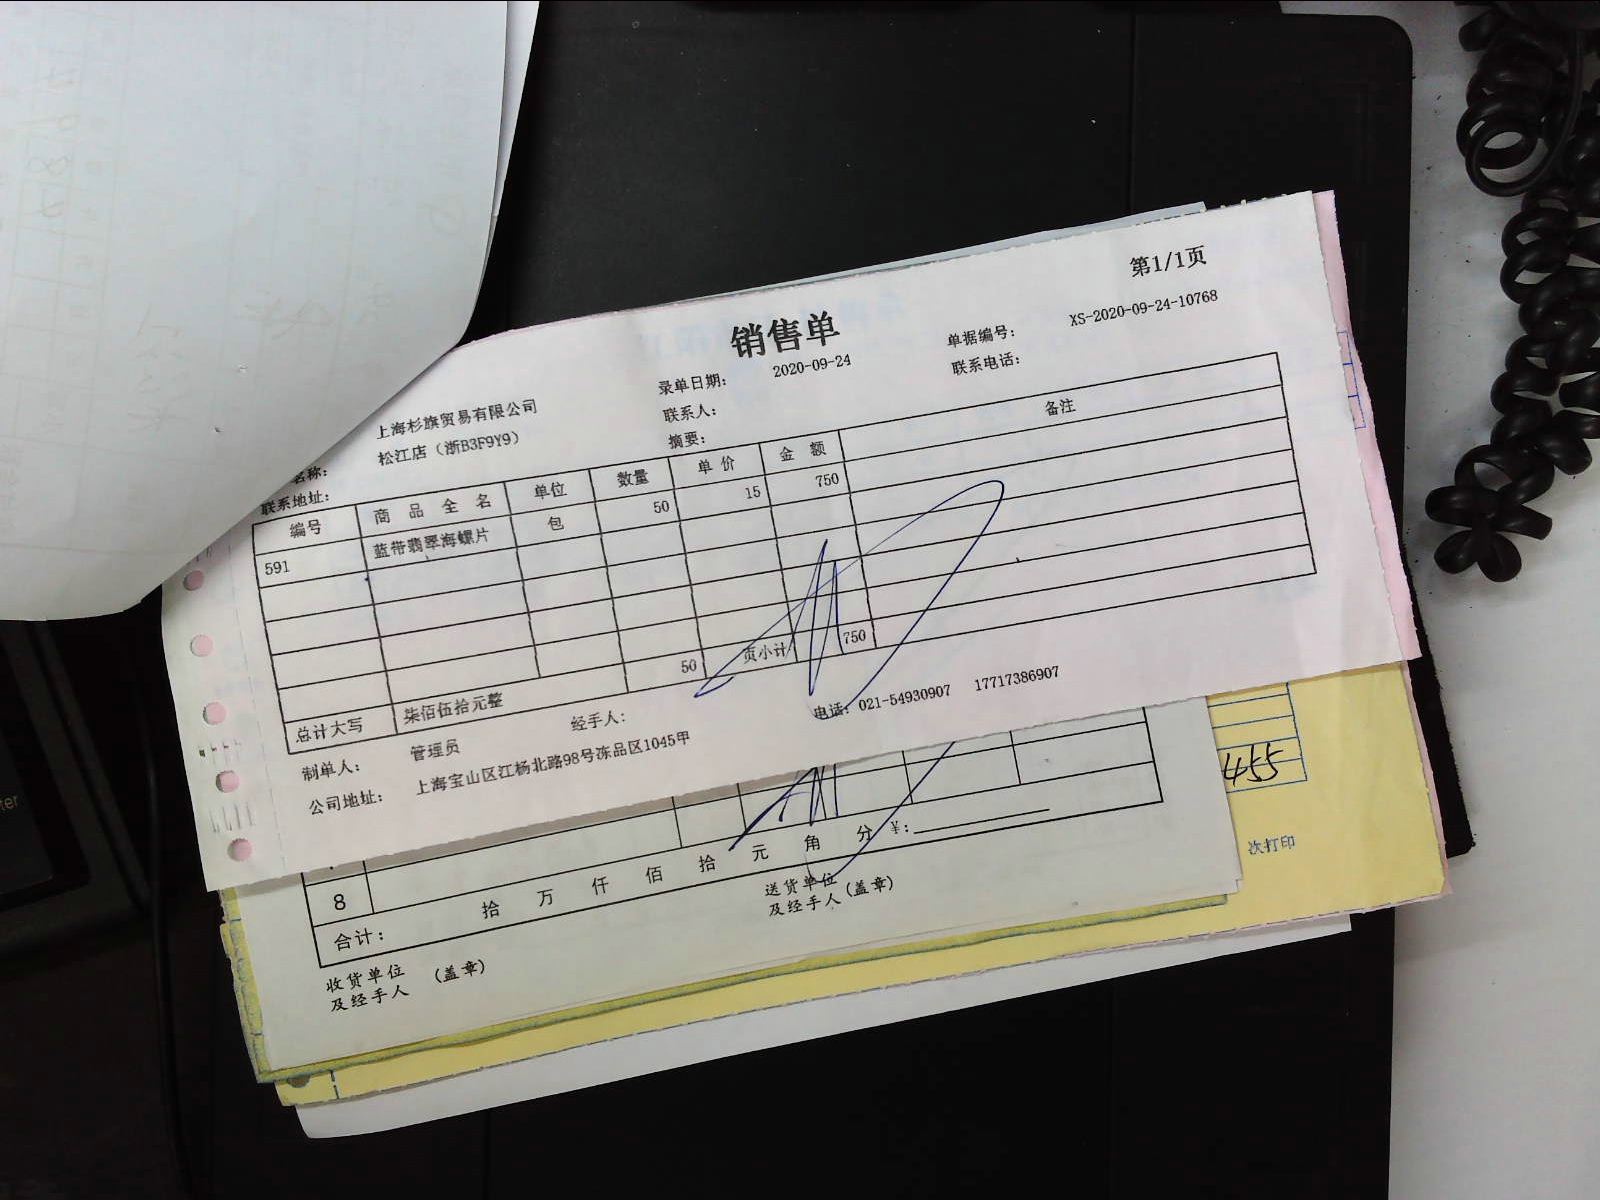 第1/1页
销售单
录单日期： 2020-09-24 单据编号： XS-2020-09-24-10768
上海杉旗贸易有限公司 联系人： 联系电话：
名称： 松江店（浙B3F9Y9） 摘要：
联系地址：
编号 商品全名 单位 数量 单价 金额 备注
591 蓝带翡翠海螺片 包 50 15 750
50 页小计 750
总计大写 柒佰伍拾元整
制单人： 管理员 经手人： 电话：021-54930907 17717386907
公司地址： 上海宝山区江杨北路98号冻品区1045甲
455
次打印
8
合计： 拾 万 仟 佰 拾 元 角 分 ¥：
收货单位及经手人 (盖章)
送货单位及经手人 (盖章)